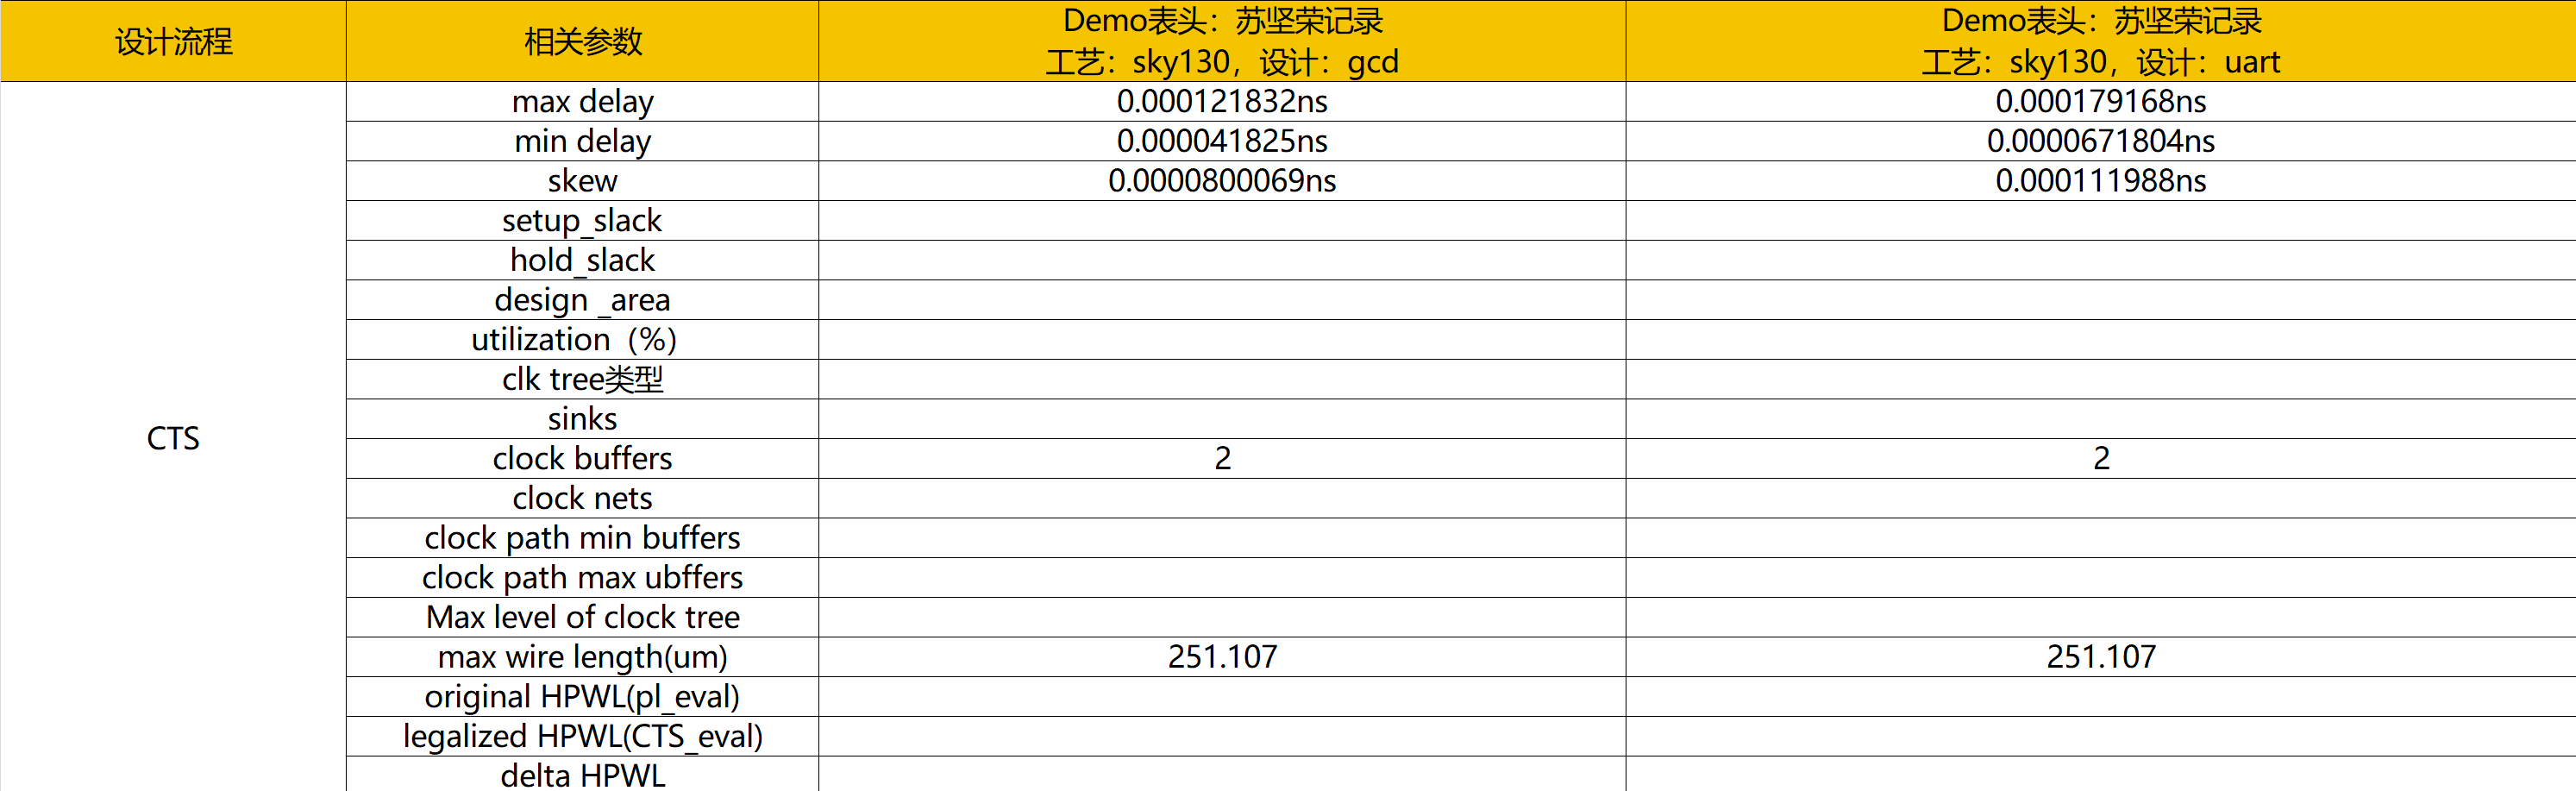 设计流程
相关参数
Demo表头：苏坚荣记录
工艺：sky130，设计：gcd
Demo表头：苏坚荣记录
工艺：sky130，设计：uart
CTS
max delay
0.000121832ns
0.000179168ns
min delay
0.000041825ns
0.0000671804ns
skew
0.0000800069ns
0.000111988ns
setup_slack
hold_slack
design _area
utilization（%）
clk tree类型
sinks
clock buffers
2
2
clock nets
clock path min buffers
clock path max ubffers
Max level of clock tree
max wire length(um)
251.107
251.107
original HPWL(pl_eval)
legalized HPWL(CTS_eval)
delta HPWL